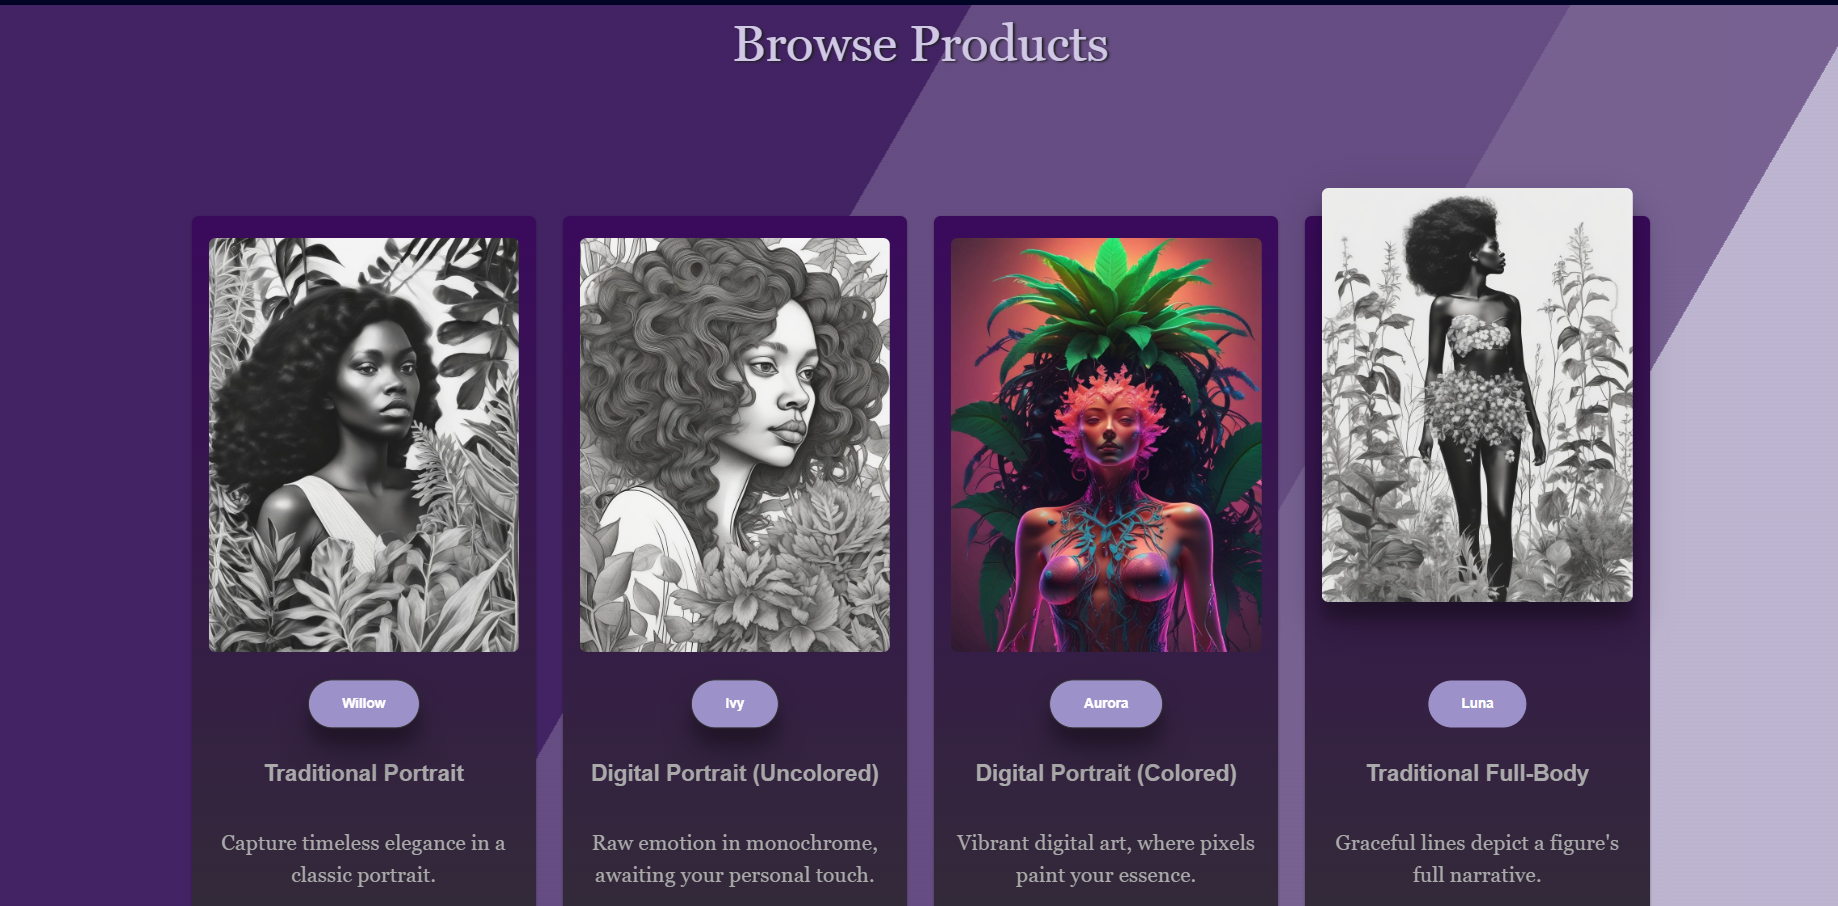 Browse Products
Willow
Ivy
Aurora
Luna
Traditional Portrait
Digital Portrait (Uncolored)
Digital Portrait (Colored)
Traditional Full-Body
Capture timeless elegance in a
classic portrait.
Raw emotion in monochrome,
awaiting your personal touch.
Vibrant digital art, where pixels
paint your essence.
Graceful lines depict a figure's
full narrative.